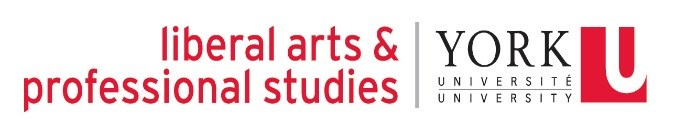 liberal arts &
professional studies
YORK
UNIVERSITÉ
UNIVERSITY
U